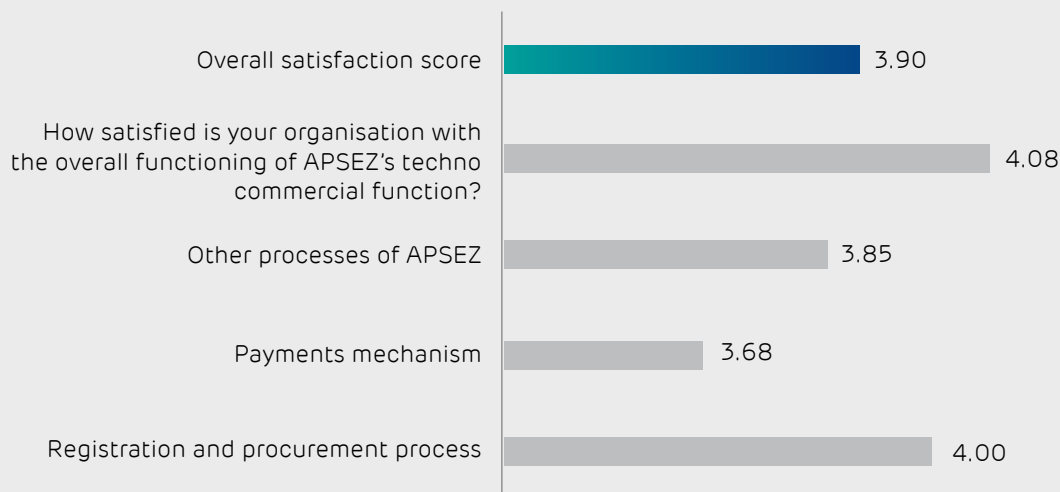 Overall satisfaction score
3.90
How satisfied is your organisation with
the overall functioning of APSEZ's techno
commercial function?
4.08
Other processes of APSEZ
3.85
Payments mechanism
3.68
Registration and procurement process
4.00